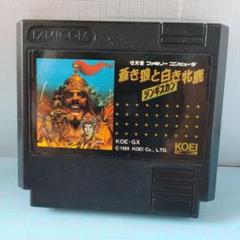 FAMICOM
任天堂 ファミリーコンピュータ
蒼き狼と白き牝鹿
ジンギスカン
KOE-GX
© 1989 KOEI Co., LTD.
KOEI